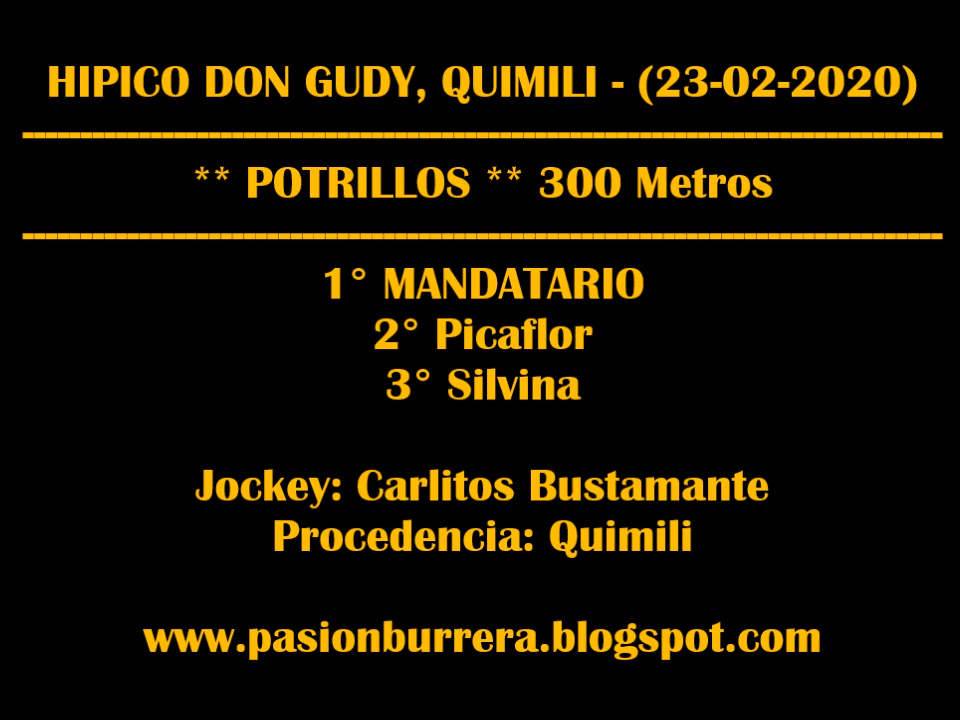 HIPICO DON GUDY, QUIMILI - (23-02-2020)
--------------------------------------------------------------------------------
** POTRILLOS ** 300 Metros
--------------------------------------------------------------------------------
1° MANDATARIO
2° Picaflor
3° Silvina
Jockey: Carlitos Bustamante
Procedencia: Quimili
www.pasionburrera.blogspot.com